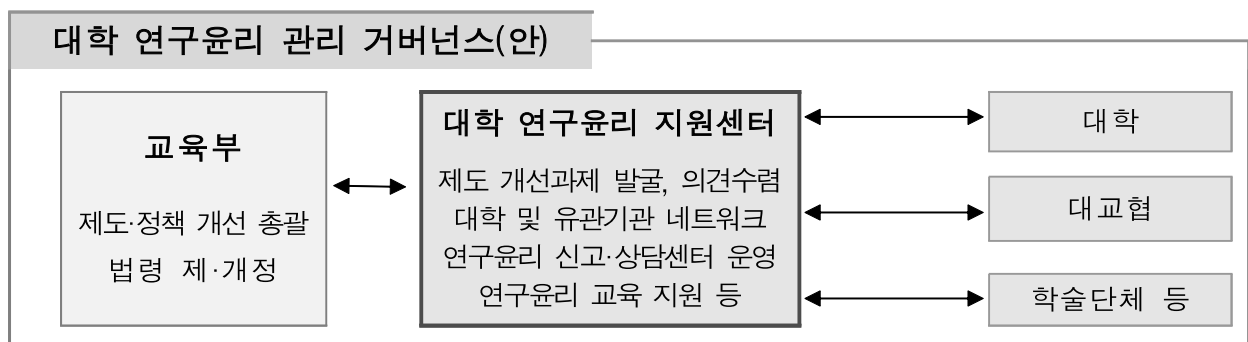 대학 연구윤리 관리 거버넌스(안)
교육부
제도·정책 개선 총괄
법령 제·개정
대학 연구윤리 지원센터
제도 개선과제 발굴, 의견수렴
대학 및 유관기관 네트워크
연구윤리 신고·상담센터 운영
연구윤리 교육 지원 등
대학
대교협
학술단체 등